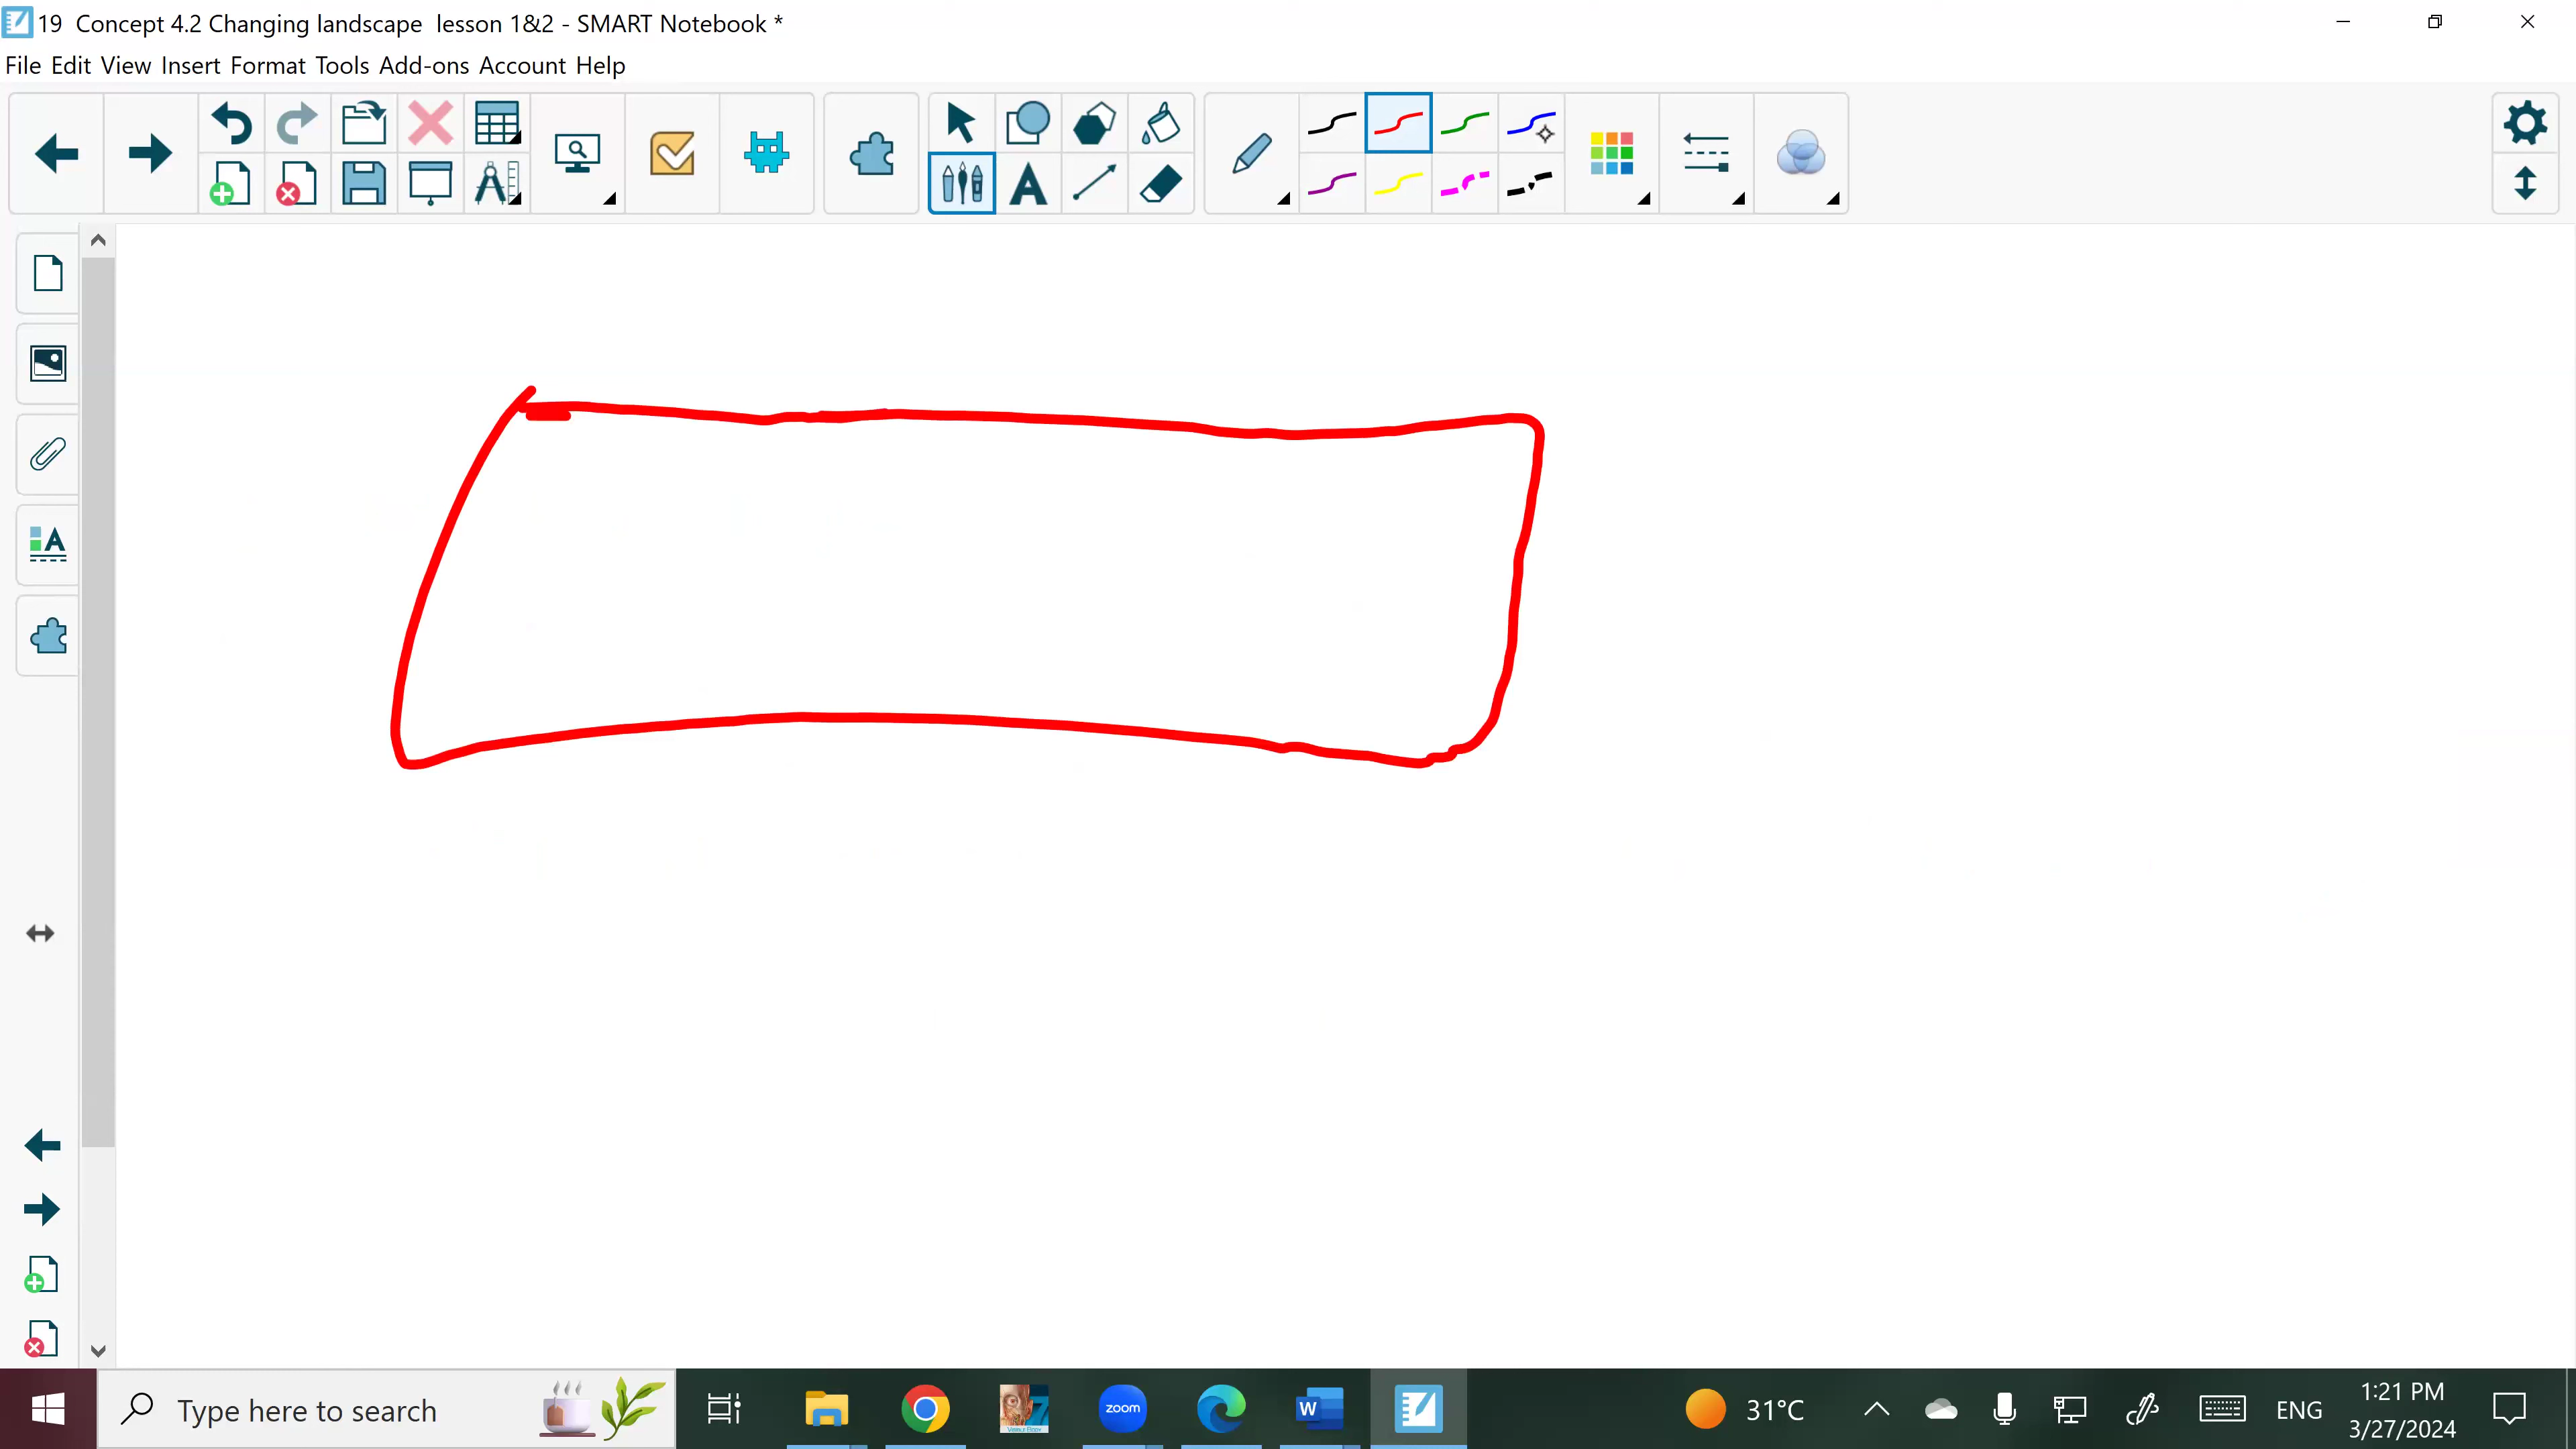 19  Concept 4.2 Changing landscape  lesson 1&2 - SMART Notebook *
File Edit View Insert Format Tools Add-ons Account Help
Type here to search
zoom
W
31°C
ENG
1:21 PM
3/27/2024